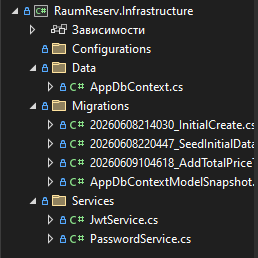 RaumReserv.Infrastructure
Зависимости
Configurations
Data
AppDbContext.cs
Migrations
20260608214030_InitialCreate.cs
20260608220447_SeedInitialData
20260609104618_AddTotalPrice
AppDbContextModelSnapshot.
Services
JwtService.cs
PasswordService.cs